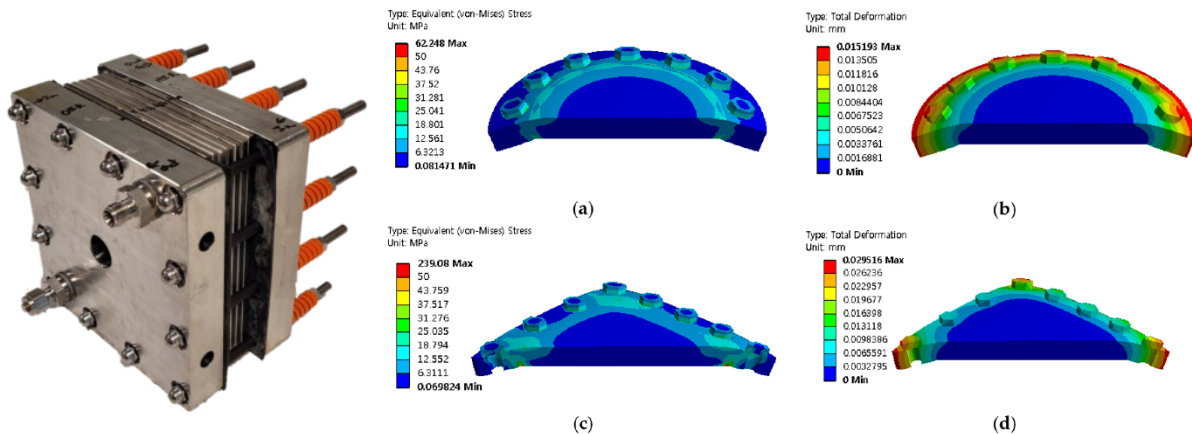 Type: Equivalent (von-Mises) Stress
Unit: MPa
62.248 Max
50
43.76
37.52
31.281
25.041
18.801
12.561
6.3213
0.081471 Min
(a)
Type: Total Deformation
Unit: mm
0.015193 Max
0.013505
0.011816
0.010128
0.0084404
0.0067523
0.0050642
0.0033761
0.0016881
0 Min
(b)
Type: Equivalent (von-Mises) Stress
Unit: MPa
239.08 Max
50
43.759
37.517
31.276
25.035
18.794
12.552
6.3111
0.069824 Min
(c)
Type: Total Deformation
Unit: mm
0.029516 Max
0.026236
0.022957
0.019677
0.016398
0.013118
0.0098386
0.0065591
0.0032795
0 Min
(d)